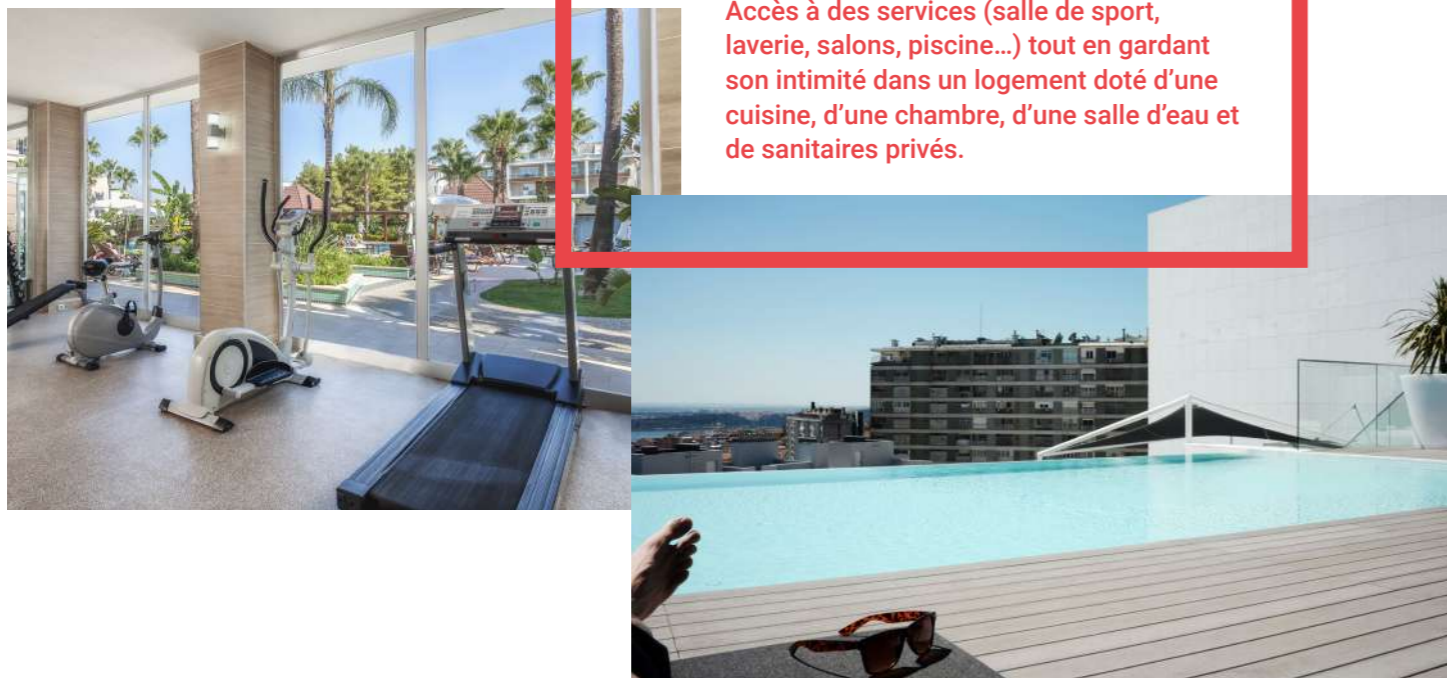 Accès à des services (salle de sport,
laverie, salons, piscine…) tout en gardant
son intimité dans un logement doté d’une
cuisine, d’une chambre, d’une salle d’eau et
de sanitaires privés.